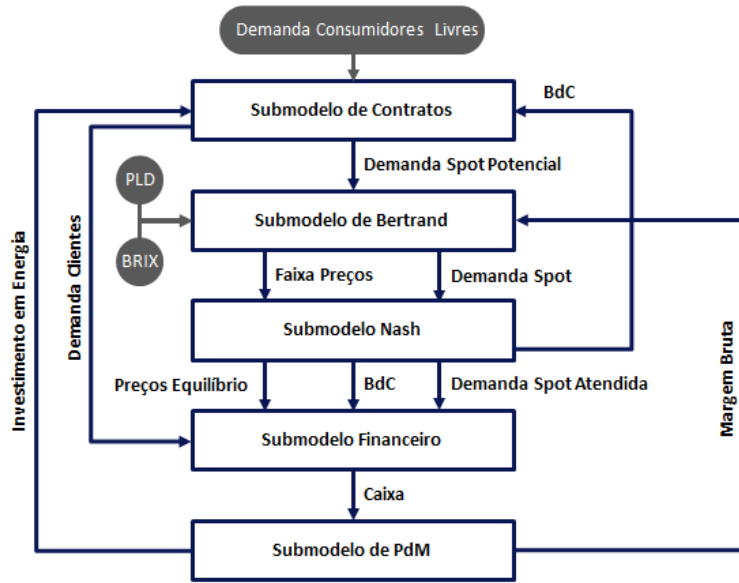 Demanda Consumidores Livres
BdC
Submodelo de Contratos
Demanda Spot Potencial
PLD
Submodelo de Bertrand
BRIX
Faixa Preços
Demanda Spot
Submodelo Nash
Investimento em Energia
Demanda Clientes
Margem Bruta
Preços Equilíbrio
BdC
Demanda Spot Atendida
Submodelo Financeiro
Caixa
Submodelo de PdM